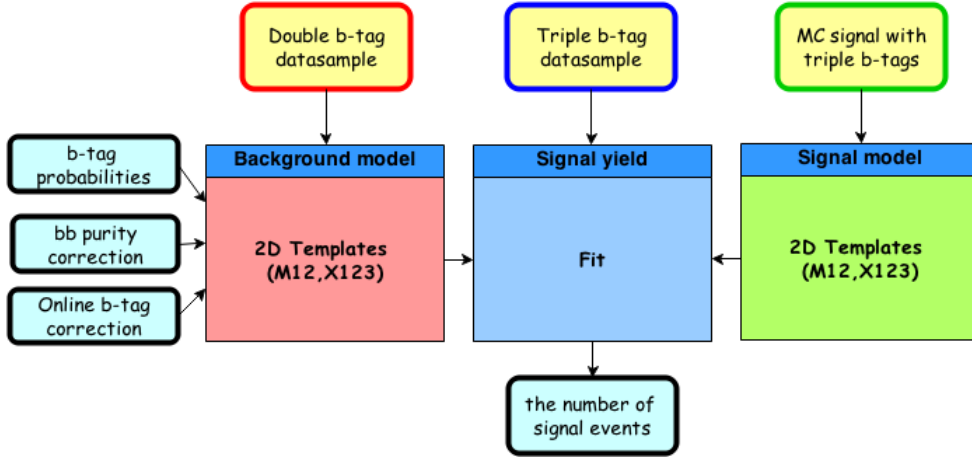 Double b-tag
datasample
Triple b-tag
datasample
MC signal with
triple b-tags
b-tag
probabilities
bb purity
correction
Online b-tag
correction
Background model
2D Templates
(M12,X123)
Signal yield
Fit
Signal model
2D Templates
(M12,X123)
the number of
signal events